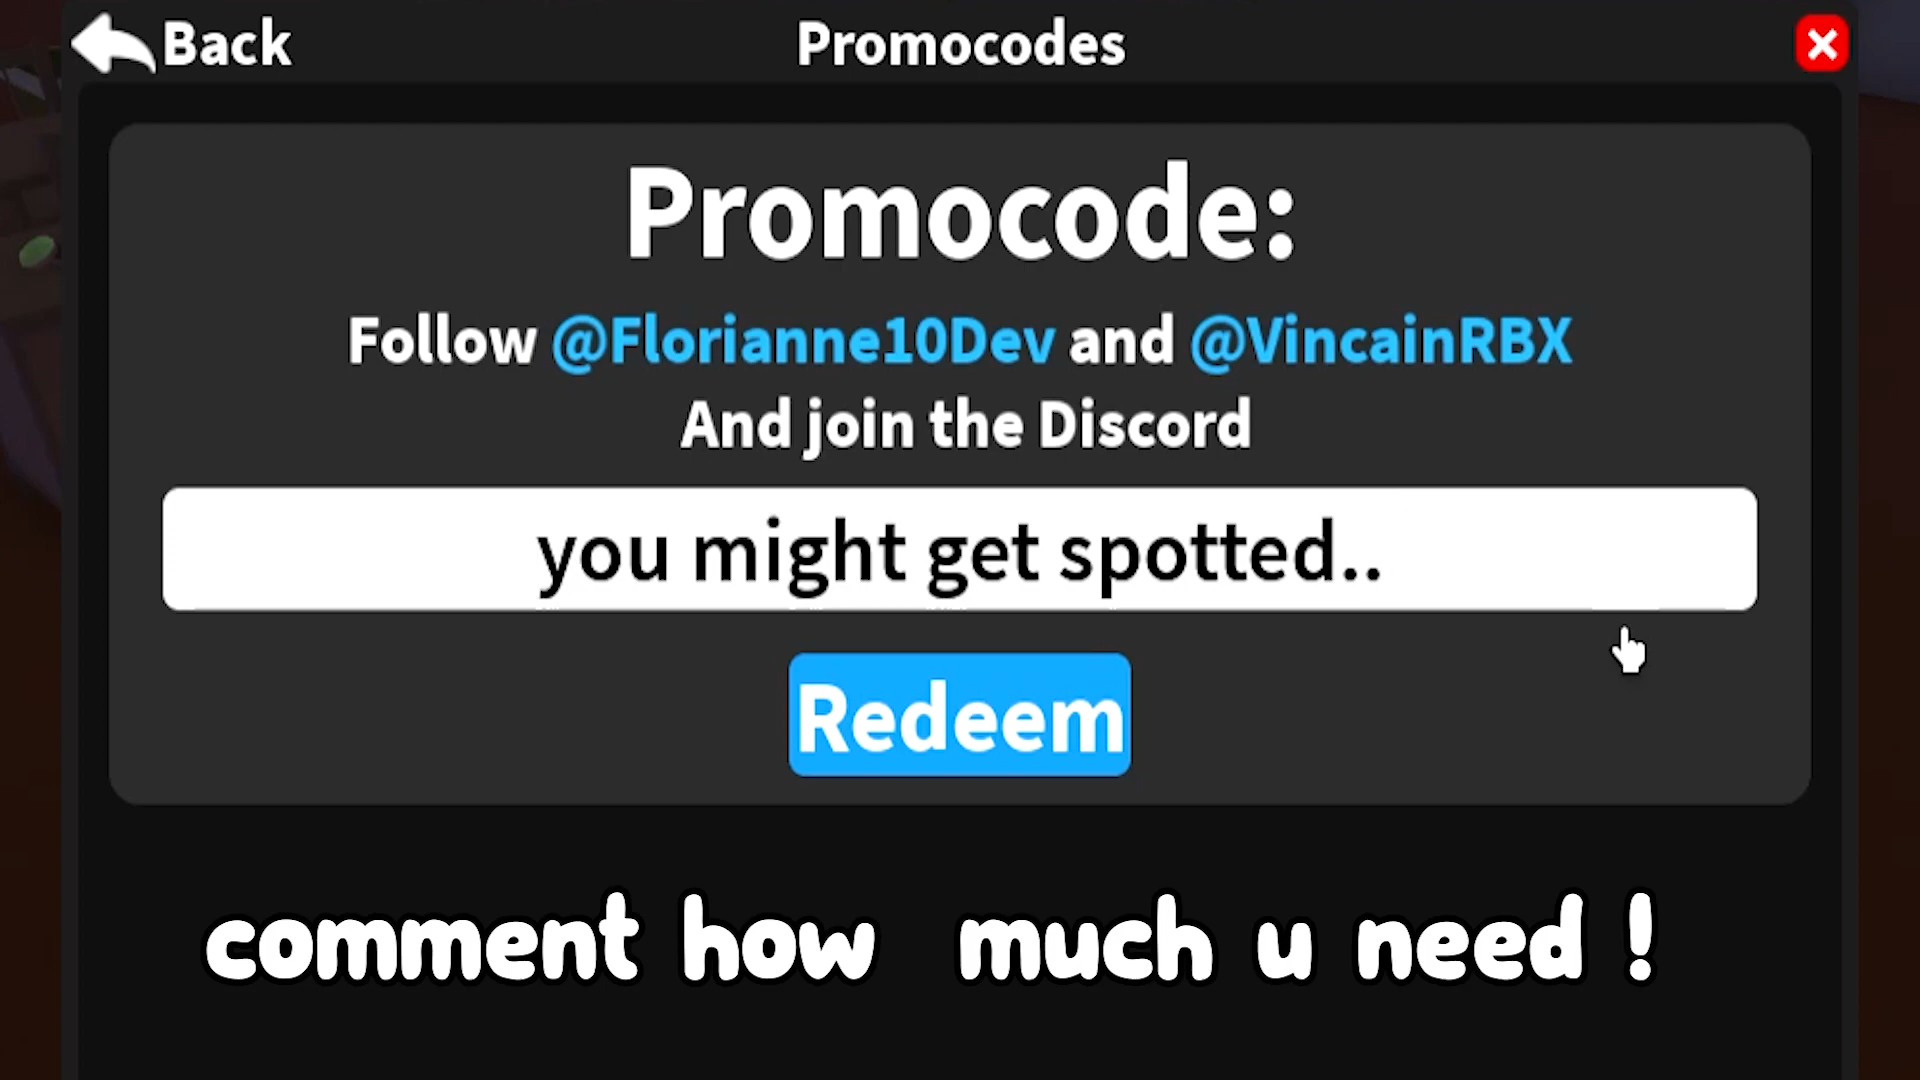 Back
Promocodes
Promocode:
Follow @Florianne10Dev and @VincainRBX
And join the Discord
you might get spotted..
Redeem
comment how much u need !